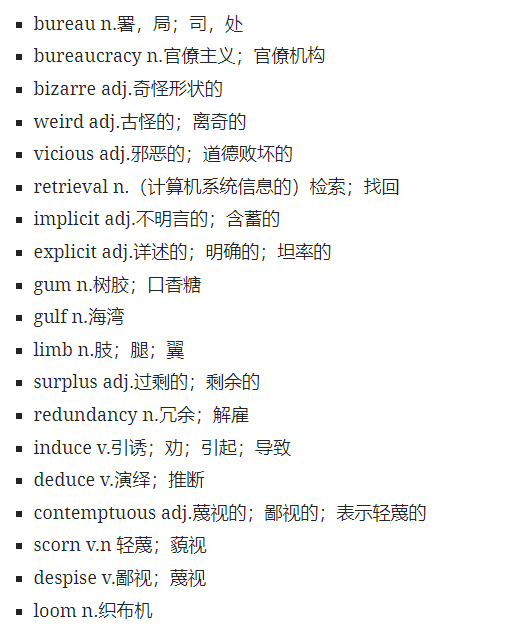 bureau n.署，局；司，处
bureaucracy n.官僚主义；官僚机构
bizarre adj.奇怪形状的
weird adj.古怪的；离奇的
vicious adj.邪恶的；道德败坏的
retrieval n.（计算机系统信息的）检索；找回
implicit adj.不明言的；含蓄的
explicit adj.详述的；明确的；坦率的
gum n.树胶；口香糖
gulf n.海湾
limb n.肢；腿；翼
surplus adj.过剩的；剩余的
redundancy n.冗余；解雇
induce v.引诱；劝；引起；导致
deduce v.演绎；推断
contemptuous adj.蔑视的；鄙视的；表示轻蔑的
scorn v.n 轻蔑；藐视
despise v.鄙视；蔑视
loom n.织布机